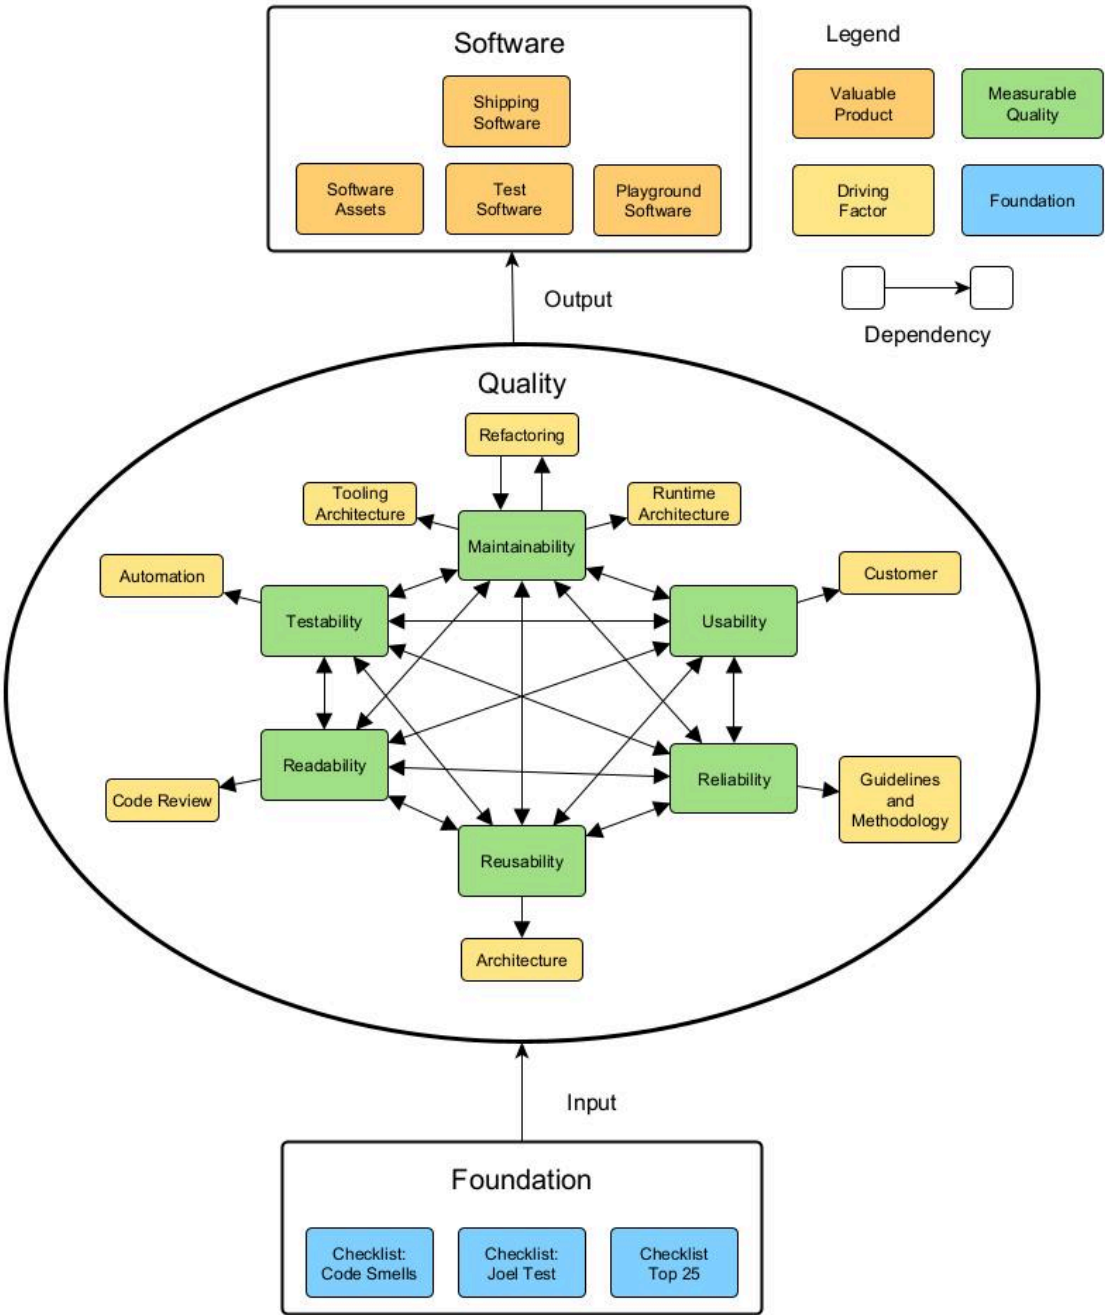 Software
Shipping
Software
Software
Assets
Test
Software
Playground
Software
Legend
Valuable
Product
Measurable
Quality
Driving
Factor
Foundation
Dependency
Output
Quality
Refactoring
Tooling
Architecture
Runtime
Architecture
Maintainability
Automation
Customer
Testability
Usability
Readability
Reliability
Code Review
Guidelines
and
Methodology
Reusability
Architecture
Input
Foundation
Checklist:
Code Smells
Checklist:
Joel Test
Checklist
Top 25